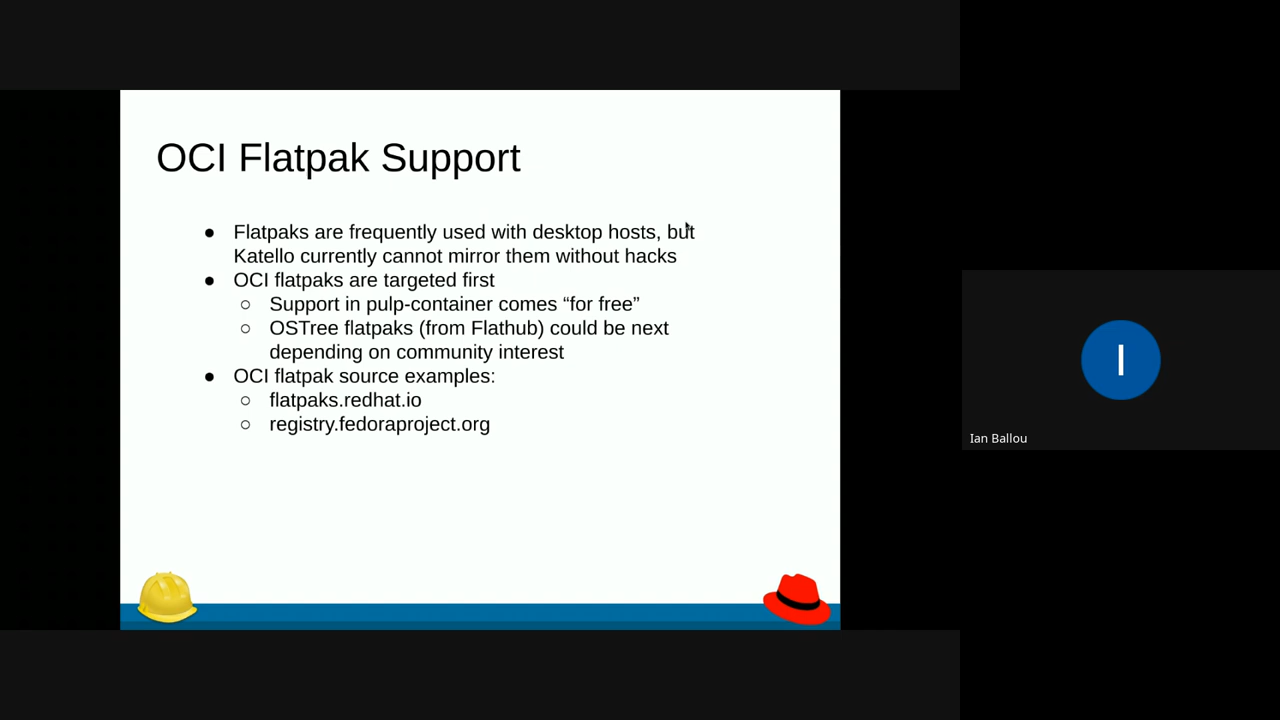 OCI Flatpak Support
● Flatpaks are frequently used with desktop hosts, but
Katello currently cannot mirror them without hacks
● OCI flatpaks are targeted first
○ Support in pulp-container comes “for free”
○ OSTree flatpaks (from Flathub) could be next
depending on community interest
● OCI flatpak source examples:
○ flatpaks.redhat.io
○ registry.fedoraproject.org
I
Ian Ballou